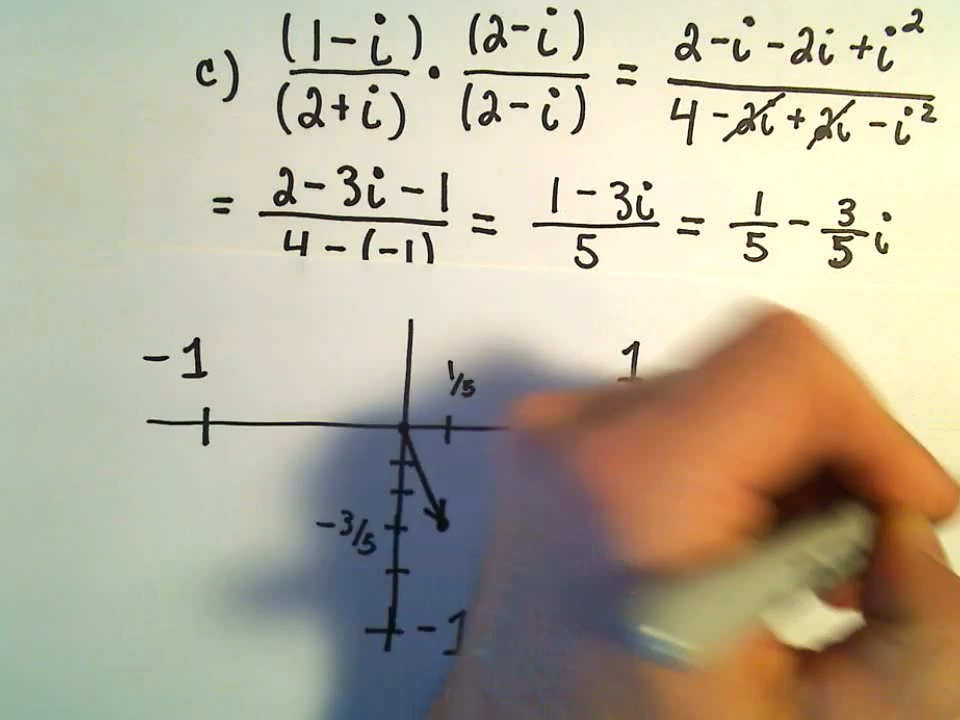 c) (1-i)/(2+i) · (2-i)/(2-i) = (2-i-2i+i²)/(4-2i+2i-i²)
= (2-3i-1)/(4-(-1)) = (1-3i)/5 = 1/5 - 3/5 i
-1 1/5 1
-3/5
-1